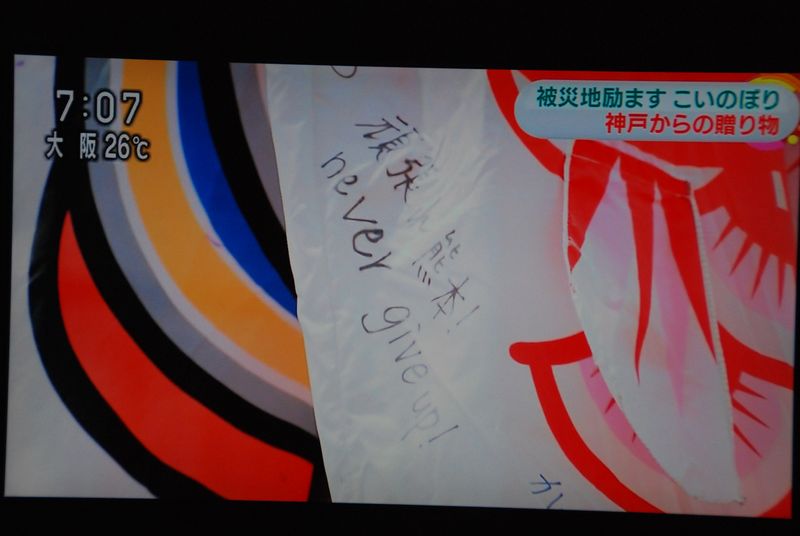 7:07
大阪 26℃
被災地励ます こいのぼり
神戸からの贈り物
頑張れ熊本!
never give up!